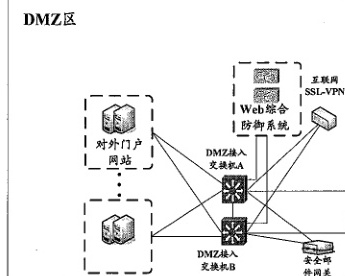 DMZ区
互联网
SSL-VPN
Web综合
防御系统
对外门户
网站
DMZ接入
交换机A
DMZ接入
交换机B
安全邮
件网关